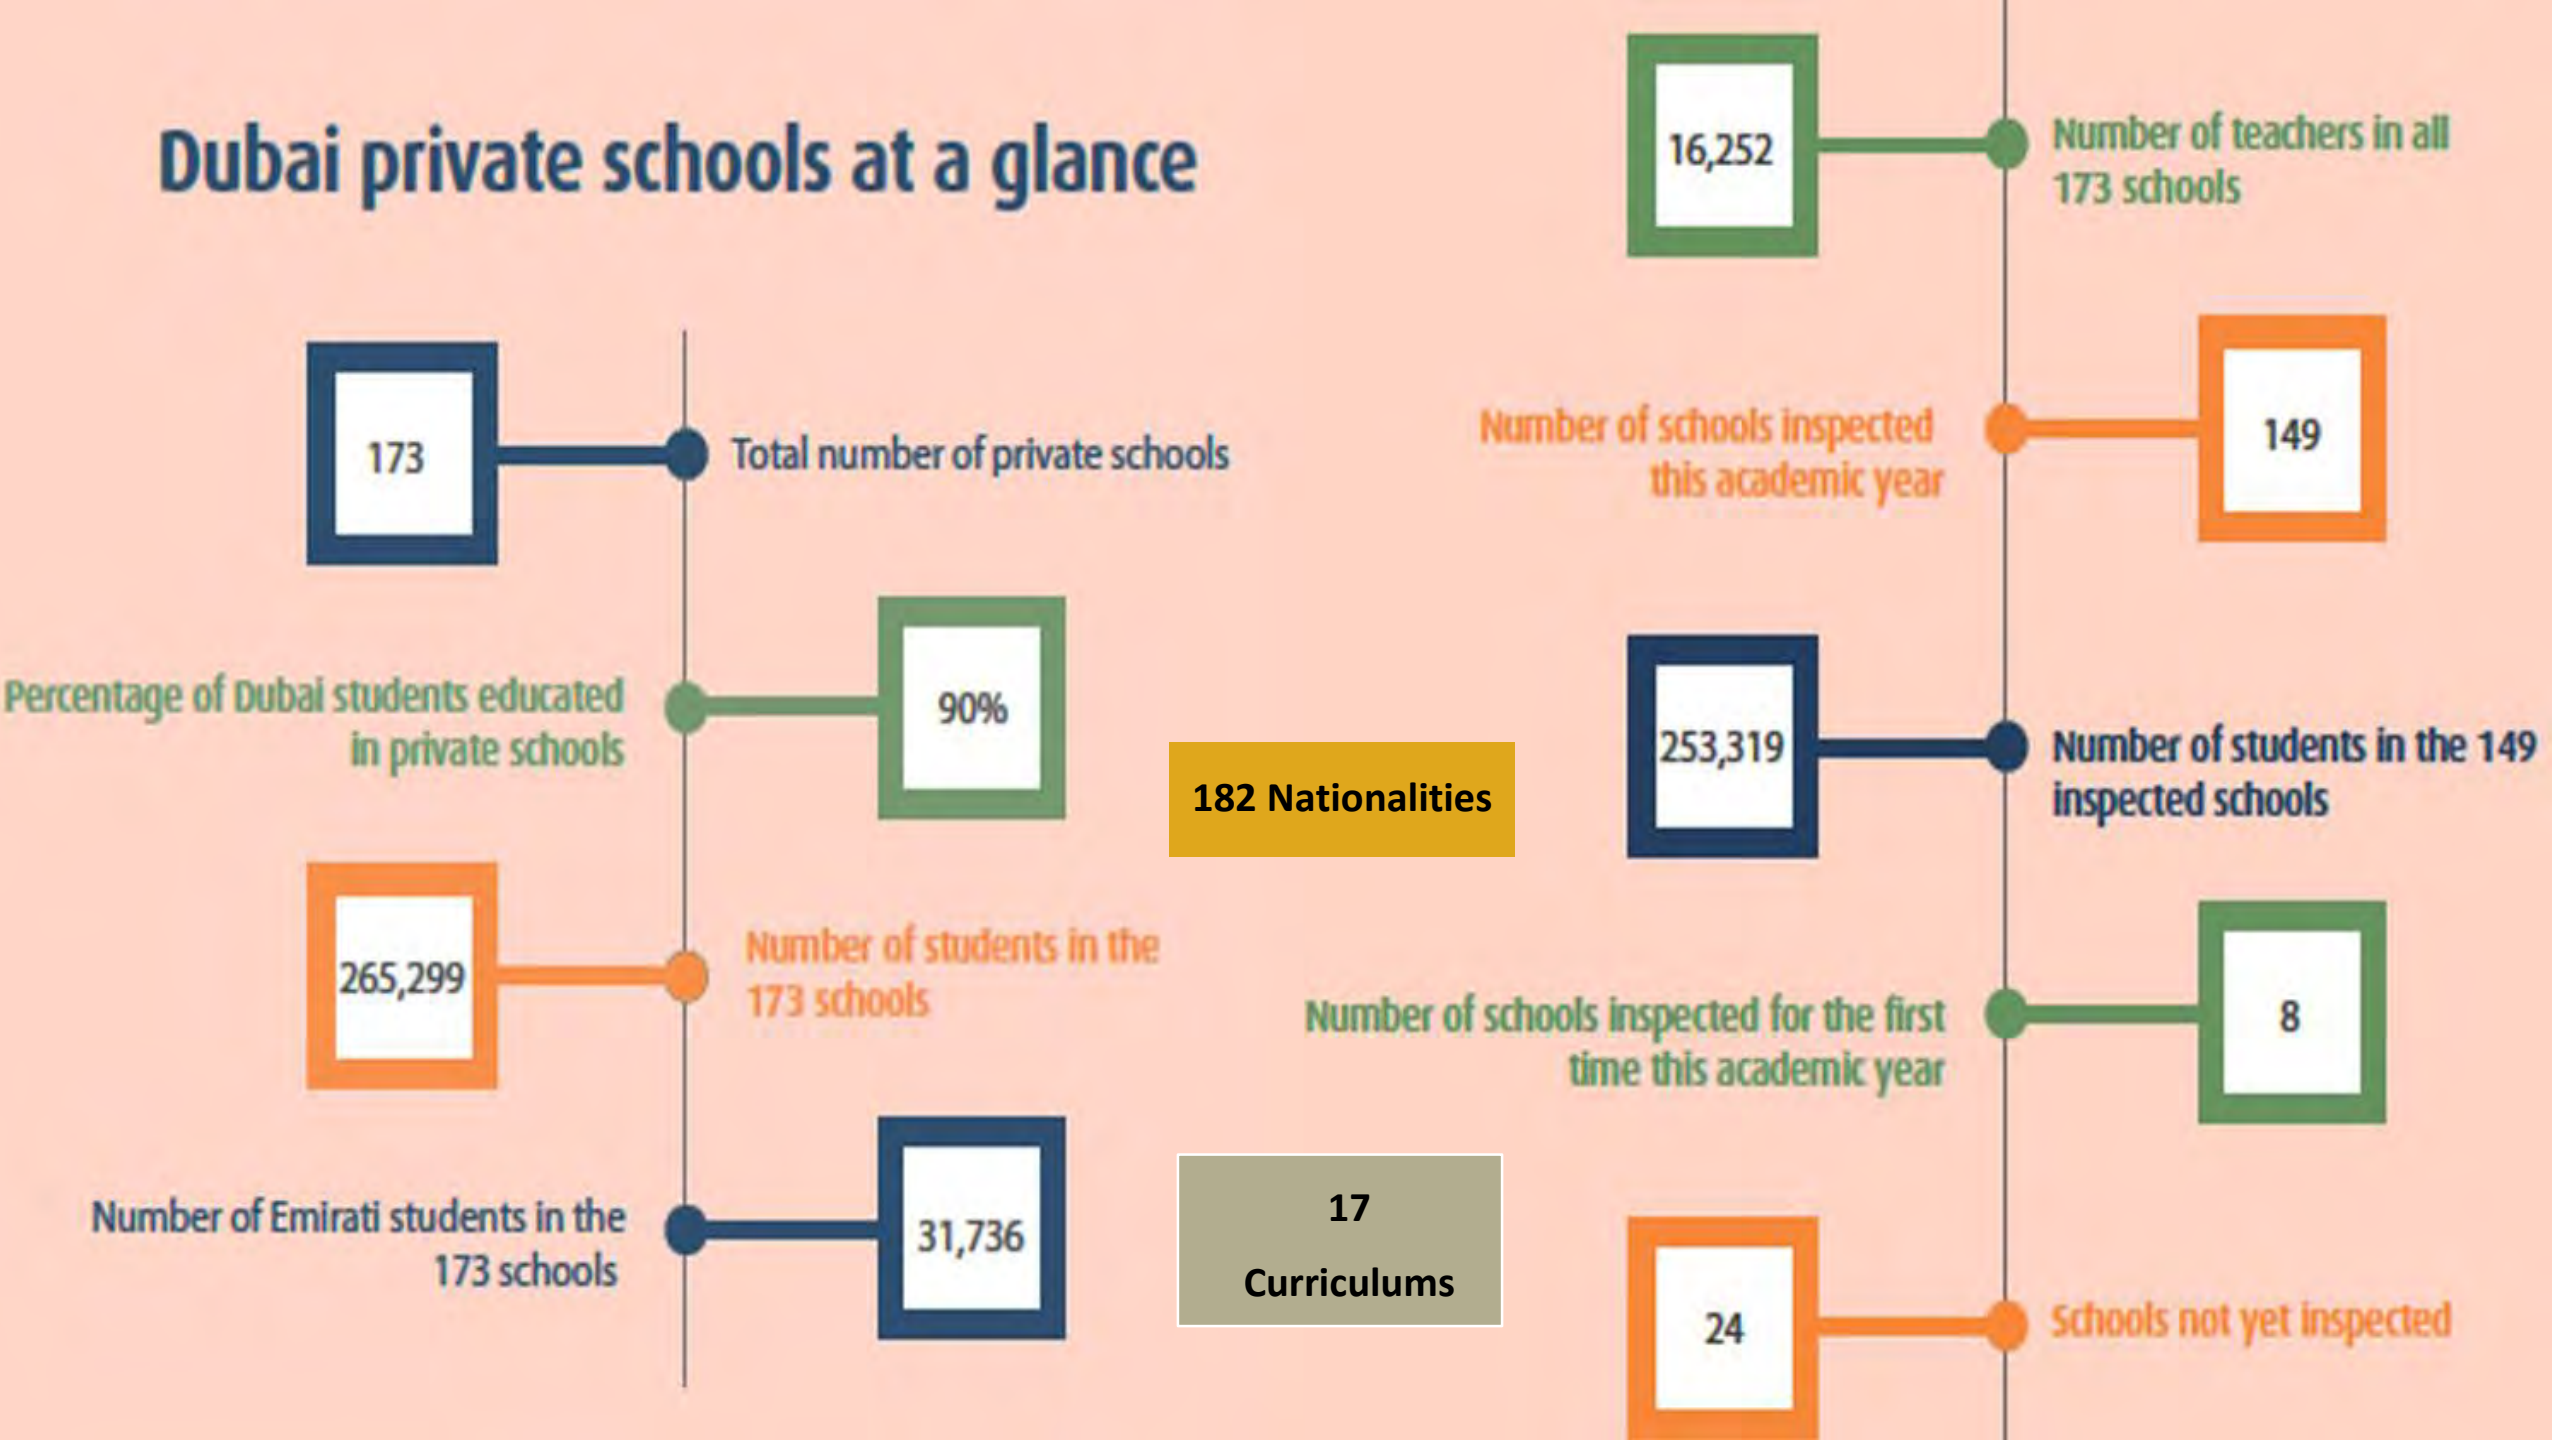 Dubai private schools at a glance
173
Total number of private schools
Percentage of Dubai students educated
in private schools
90%
265,299
Number of students in the
173 schools
Number of Emirati students in the
173 schools
31,736
182 Nationalities
17
Curriculums
16,252
Number of teachers in all
173 schools
Number of schools inspected
this academic year
149
253,319
Number of students in the 149
inspected schools
Number of schools inspected for the first
time this academic year
8
24
Schools not yet inspected